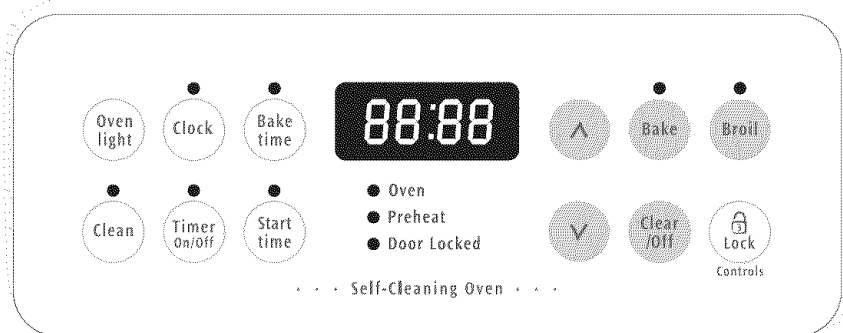 Oven
light
Clock
Bake
time
88:88
Bake
Broil
Clean
Timer
On/Off
Start
time
Oven
Preheat
Door Locked
Clear
/Off
3
Lock
Controls
Self-Cleaning Oven